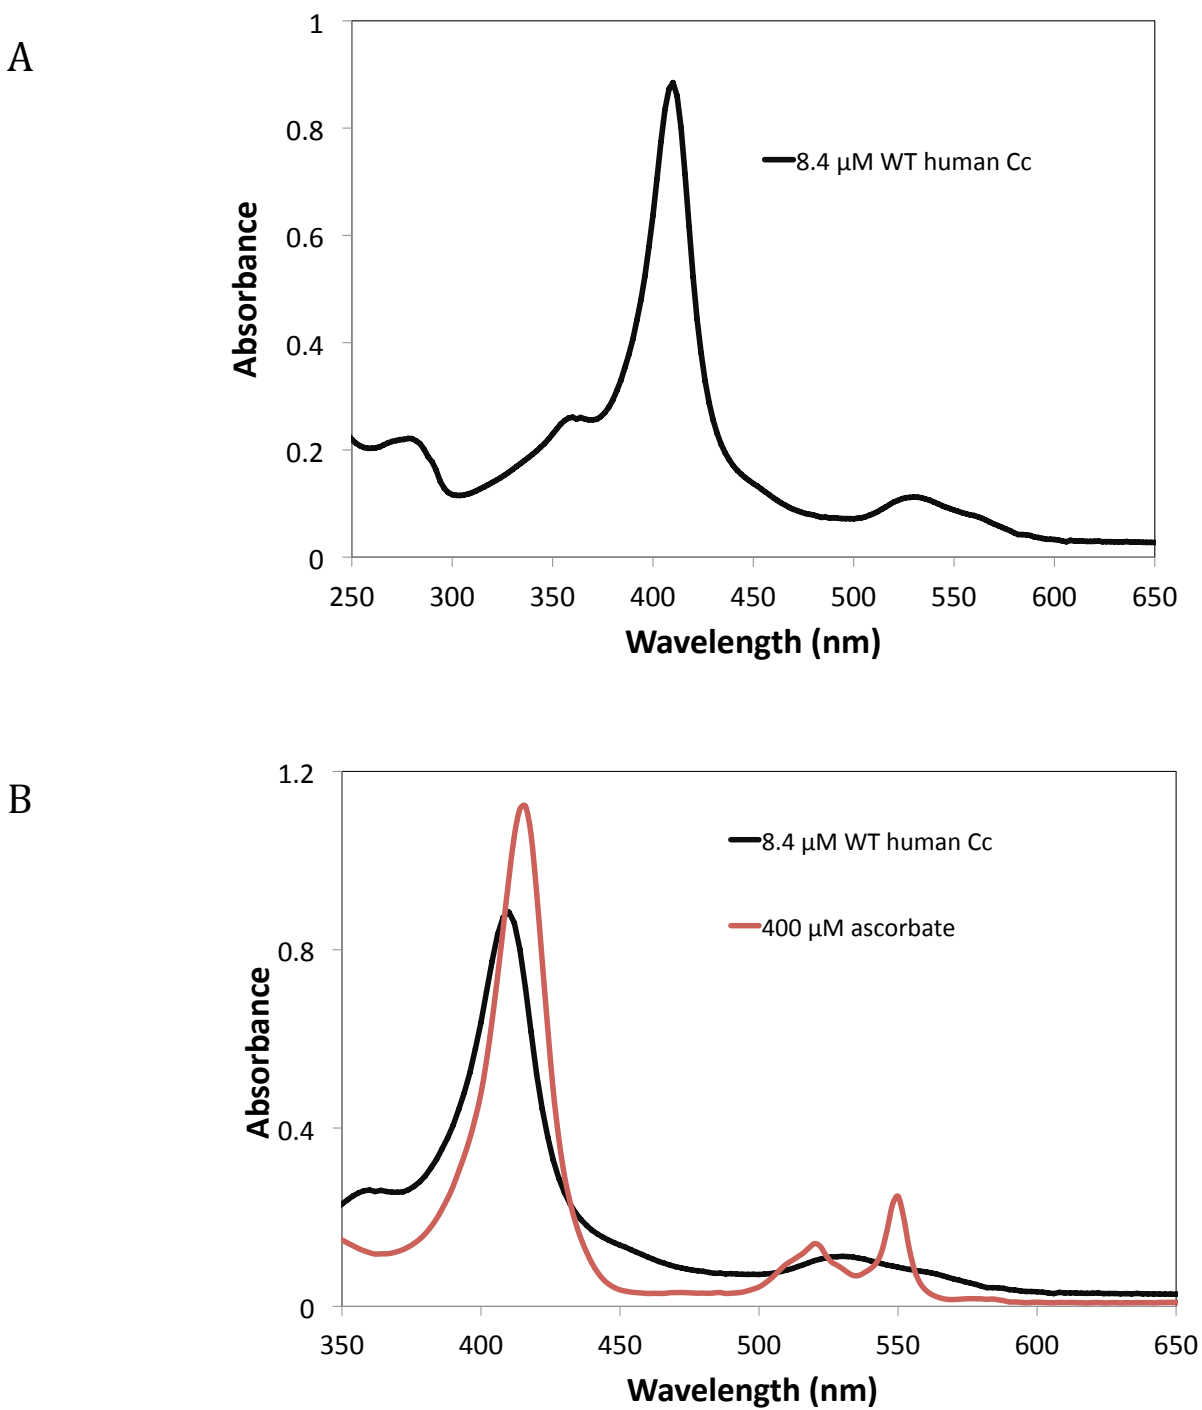 A
1
0.8
0.6
0.4
0.2
0
Absorbance
8.4 µM WT human Cc
250 300 350 400 450 500 550 600 650
Wavelength (nm)
B
1.2
0.8
0.4
0
Absorbance
8.4 µM WT human Cc
400 µM ascorbate
350 400 450 500 550 600 650
Wavelength (nm)